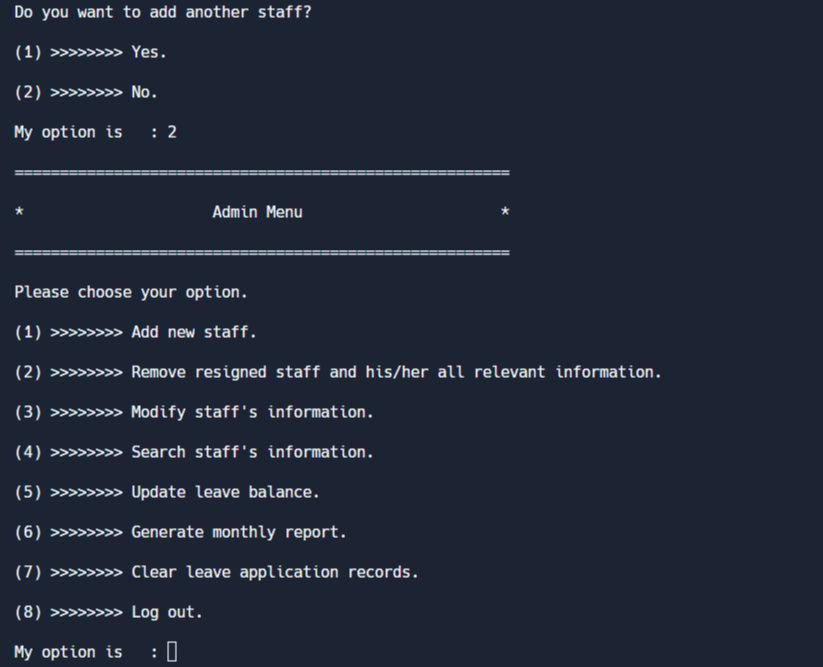 Do you want to add another staff?
(1) >>>>>>>> Yes.
(2) >>>>>>>> No.
My option is   : 2
=======================================================
*                     Admin Menu                      *
=======================================================
Please choose your option.
(1) >>>>>>>> Add new staff.
(2) >>>>>>>> Remove resigned staff and his/her all relevant information.
(3) >>>>>>>> Modify staff's information.
(4) >>>>>>>> Search staff's information.
(5) >>>>>>>> Update leave balance.
(6) >>>>>>>> Generate monthly report.
(7) >>>>>>>> Clear leave application records.
(8) >>>>>>>> Log out.
My option is   :